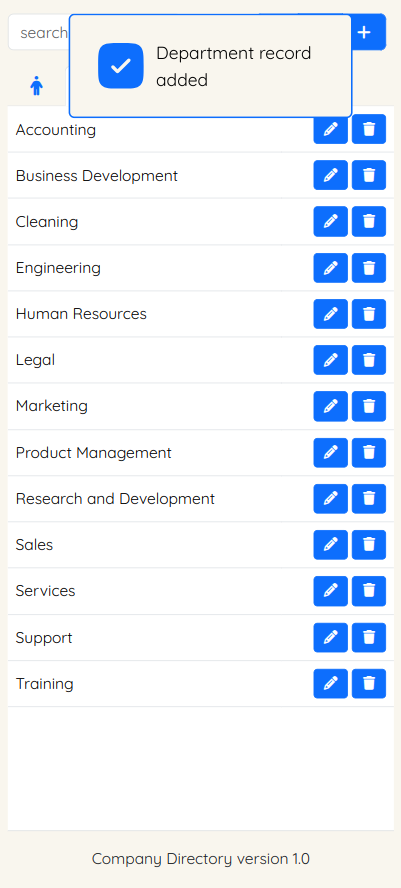 search
Department record
added
Accounting
Business Development
Cleaning
Engineering
Human Resources
Legal
Marketing
Product Management
Research and Development
Sales
Services
Support
Training
Company Directory version 1.0